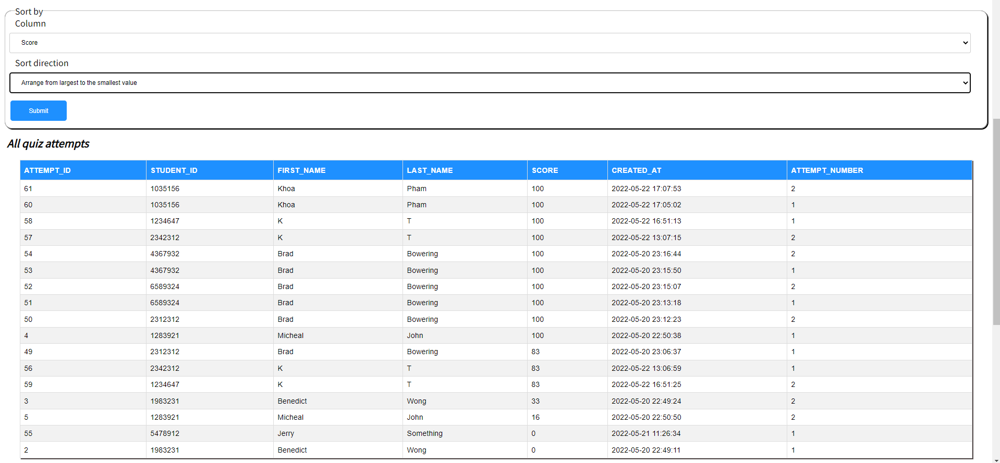 Sort by
Column
Score
Sort direction
Arrange from largest to the smallest value
Submit
All quiz attempts
ATTEMPT_ID STUDENT_ID FIRST_NAME LAST_NAME SCORE CREATED_AT ATTEMPT_NUMBER
61 1035156 Khoa Pham 100 2022-05-22 17:07:53 2
60 1035156 Khoa Pham 100 2022-05-22 17:05:02 1
58 1234647 K T 100 2022-05-22 16:51:13 1
57 2342312 K T 100 2022-05-22 13:07:15 2
54 4367932 Brad Bowering 100 2022-05-20 23:16:44 2
53 4367932 Brad Bowering 100 2022-05-20 23:15:50 1
52 6589324 Brad Bowering 100 2022-05-20 23:15:07 2
51 6589324 Brad Bowering 100 2022-05-20 23:13:18 1
50 2312312 Brad Bowering 100 2022-05-20 23:12:23 2
4 1283921 Micheal John 100 2022-05-20 22:50:38 1
49 2312312 Brad Bowering 83 2022-05-20 23:06:37 1
56 2342312 K T 83 2022-05-22 13:06:59 1
59 1234647 K T 83 2022-05-22 16:51:25 2
3 1983231 Benedict Wong 33 2022-05-20 22:49:24 2
5 1283921 Micheal John 16 2022-05-20 22:50:50 2
55 5478912 Jerry Something 0 2022-05-21 11:26:34 1
2 1983231 Benedict Wong 0 2022-05-20 22:49:11 1